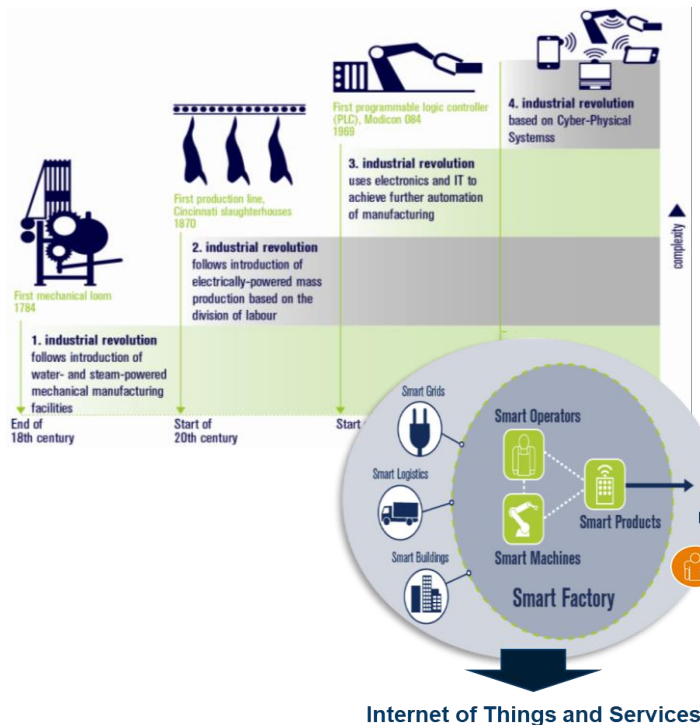 First programmable logic controller
(PLC), Modicon 084
1969
4. industrial revolution
based on Cyber-Physical
Systemss
3. industrial revolution
uses electronics and IT to
achieve further automation
of manufacturing
First production line,
Cincinnati slaughterhouses
1870
2. industrial revolution
follows introduction of
electrically-powered mass
production based on the
division of labour
First mechanical loom
1784
1. industrial revolution
follows introduction of
water- and steam-powered
mechanical manufacturing
facilities
complexity
End of
18th century
Start of
20th century
Start
Smart Grids
Smart Logistics
Smart Buildings
Smart Operators
Smart Products
Smart Machines
Smart Factory
Internet of Things and Services